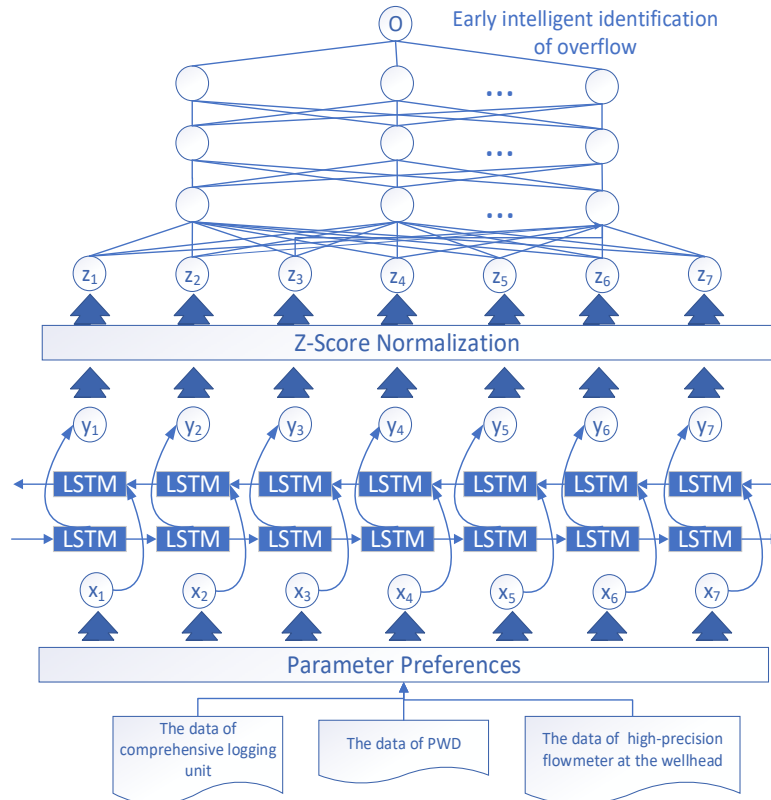 O
Early intelligent identification
of overflow
...
...
...
z₁ z₂ z₃ z₄ z₅ z₆ z₇
Z-Score Normalization
y₁ y₂ y₃ y₄ y₅ y₆ y₇
LSTM LSTM LSTM LSTM LSTM LSTM LSTM
LSTM LSTM LSTM LSTM LSTM LSTM LSTM
x₁ x₂ x₃ x₄ x₅ x₆ x₇
Parameter Preferences
The data of
comprehensive logging
unit
The data of PWD
The data of high-precision
flowmeter at the wellhead